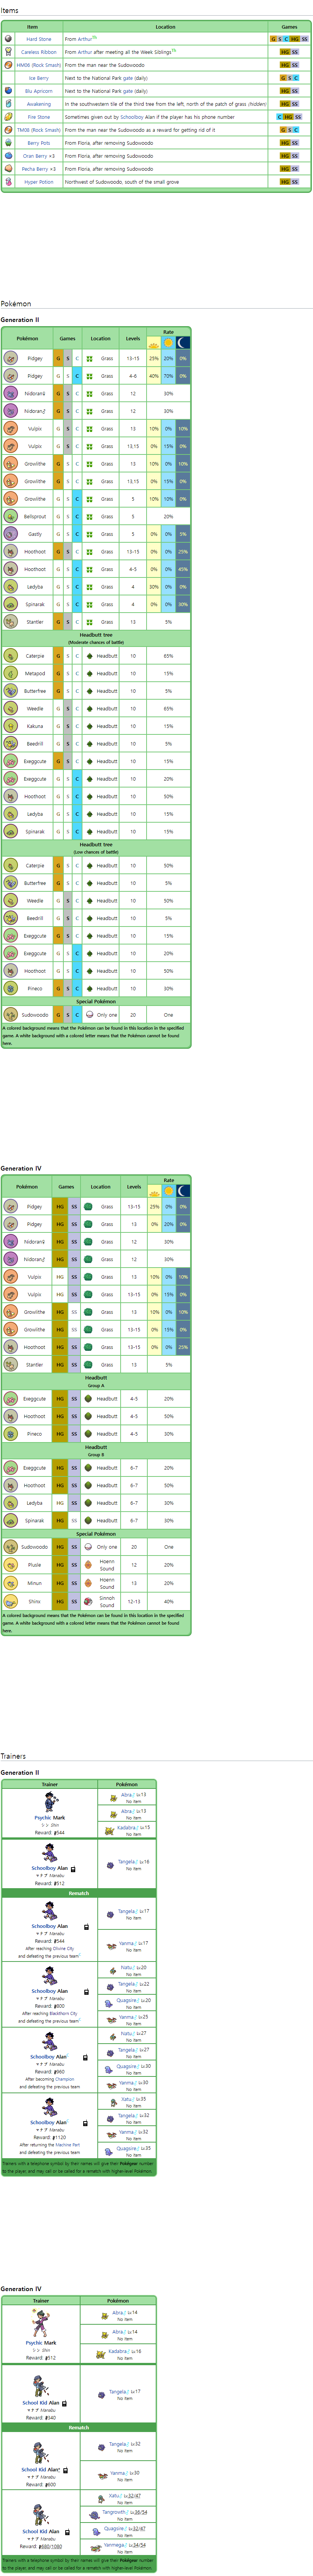 Items
Item Location Games
Hard Stone From Arthur G S C HG SS
Careless Ribbon From Arthur after meeting all the Week Siblings HG SS
HM06 (Rock Smash) From the man near the Sudowoodo HG SS
Ice Berry Next to the National Park gate (daily) G S C
Blu Apricorn Next to the National Park gate (daily) HG SS
Awakening In the southwestern tile of the third tree from the left, north of the patch of grass (hidden) HG SS
Fire Stone Sometimes given out by Schoolboy Alan if the player has his phone number C HG SS
TM08 (Rock Smash) From the man near the Sudowoodo as a reward for getting rid of it G S C
Berry Pots From Floria, after removing Sudowoodo HG SS
Oran Berry ×3 From Floria, after removing Sudowoodo HG SS
Pecha Berry ×3 From Floria, after removing Sudowoodo HG SS
Hyper Potion Northwest of Sudowoodo, south of the small grove HG SS
Pokémon
Generation II
Pokémon Games Location Levels Rate
Pidgey G S C Grass 13-15 25% 20% 0%
Pidgey G S C Grass 4-6 40% 70% 0%
Nidoran♀ G S C Grass 12 30%
Nidoran♂ G S C Grass 12 30%
Vulpix G S C Grass 13 10% 0% 10%
Vulpix G S C Grass 13,15 0% 15% 0%
Growlithe G S C Grass 13 10% 0% 10%
Growlithe G S C Grass 13,15 0% 15% 0%
Growlithe G S C Grass 5 10% 10% 0%
Bellsprout G S C Grass 5 20%
Gastly G S C Grass 5 0% 0% 5%
Hoothoot G S C Grass 13-15 0% 0% 25%
Hoothoot G S C Grass 4-5 0% 0% 45%
Ledyba G S C Grass 4 30% 0% 0%
Spinarak G S C Grass 4 0% 0% 30%
Stantler G S C Grass 13 5%
Headbutt tree
(Moderate chances of battle)
Caterpie G S C Headbutt 10 65%
Metapod G S C Headbutt 10 15%
Butterfree G S C Headbutt 10 5%
Weedle G S C Headbutt 10 65%
Kakuna G S C Headbutt 10 15%
Beedrill G S C Headbutt 10 5%
Exeggcute G S C Headbutt 10 15%
Exeggcute G S C Headbutt 10 20%
Hoothoot G S C Headbutt 10 50%
Ledyba G S C Headbutt 10 15%
Spinarak G S C Headbutt 10 15%
Headbutt tree
(Low chances of battle)
Caterpie G S C Headbutt 10 50%
Butterfree G S C Headbutt 10 5%
Weedle G S C Headbutt 10 50%
Beedrill G S C Headbutt 10 5%
Exeggcute G S C Headbutt 10 15%
Exeggcute G S C Headbutt 10 20%
Hoothoot G S C Headbutt 10 50%
Pineco G S C Headbutt 10 30%
Special Pokémon
Sudowoodo G S C Only one 20 One
A colored background means that the Pokémon can be found in this location in the specified
game. A white background with a colored letter means that the Pokémon cannot be found
here.
Generation IV
Pokémon Games Location Levels Rate
Pidgey HG SS Grass 13-15 25% 0% 0%
Pidgey HG SS Grass 13 0% 20% 0%
Nidoran♀ HG SS Grass 12 30%
Nidoran♂ HG SS Grass 12 30%
Vulpix HG SS Grass 13 10% 0% 10%
Vulpix HG SS Grass 13-15 0% 15% 0%
Growlithe HG SS Grass 13 10% 0% 10%
Growlithe HG SS Grass 13-15 0% 15% 0%
Hoothoot HG SS Grass 13-15 0% 0% 25%
Stantler HG SS Grass 13 5%
Headbutt
Group A
Exeggcute HG SS Headbutt 4-5 20%
Hoothoot HG SS Headbutt 4-5 50%
Pineco HG SS Headbutt 4-5 30%
Headbutt
Group B
Exeggcute HG SS Headbutt 6-7 20%
Hoothoot HG SS Headbutt 6-7 50%
Ledyba HG SS Headbutt 6-7 30%
Spinarak HG SS Headbutt 6-7 30%
Special Pokémon
Sudowoodo HG SS Only one 20 One
Plusle HG SS Hoenn Sound 12 20%
Minun HG SS Hoenn Sound 13 20%
Shinx HG SS Sinnoh Sound 12-13 40%
A colored background means that the Pokémon can be found in this location in the specified
game. A white background with a colored letter means that the Pokémon cannot be found
here.
Trainers
Generation II
Trainer Pokémon
Psychic Mark
シン Shin
Reward: 544
Abra♂ Lv.13
No item
Abra♂ Lv.13
No item
Kadabra♂ Lv.15
No item
Schoolboy Alan
マナブ Manabu
Reward: 512
Tangela♂ Lv.16
No item
Rematch
Schoolboy Alan
マナブ Manabu
Reward: 544
After reaching Olivine City
and defeating the previous team
Tangela♂ Lv.17
No item
Yanma♂ Lv.17
No item
Schoolboy Alan
マナブ Manabu
Reward: 800
After reaching Blackthorn City
and defeating the previous team
Natu♂ Lv.20
No item
Tangela♂ Lv.22
No item
Quagsire♂ Lv.20
No item
Yanma♂ Lv.25
No item
Schoolboy Alan
マナブ Manabu
Reward: 960
After becoming Champion
and defeating the previous team
Natu♂ Lv.27
No item
Tangela♂ Lv.27
No item
Quagsire♂ Lv.30
No item
Yanma♂ Lv.30
No item
Schoolboy Alan
マナブ Manabu
Reward: 1120
After returning the Machine Part
and defeating the previous team
Xatu♂ Lv.35
No item
Tangela♂ Lv.32
No item
Yanma♂ Lv.32
No item
Quagsire♂ Lv.35
No item
Trainers with a telephone symbol by their names will give their Pokégear number
to the player, and may call or be called for a rematch with higher-level Pokémon.
Generation IV
Trainer Pokémon
Psychic Mark
シン Shin
Reward: 512
Abra♂ Lv.14
No item
Abra♂ Lv.14
No item
Kadabra♂ Lv.16
No item
School Kid Alan
マナブ Manabu
Reward: 340
Tangela♂ Lv.17
No item
Rematch
School Kid Alan
マナブ Manabu
Reward: 600
Tangela♂ Lv.32
No item
Yanma♂ Lv.30
No item
School Kid Alan
マナブ Manabu
Reward: 880/1080
Xatu♂ Lv.32/47
No item
Tangrowth♂ Lv.38/54
No item
Quagsire♂ Lv.32/47
No item
Yanmega♂ Lv.34/54
No item
Trainers with a telephone symbol by their names will give their Pokégear number
to the player, and may call or be called for a rematch with higher-level Pokémon.